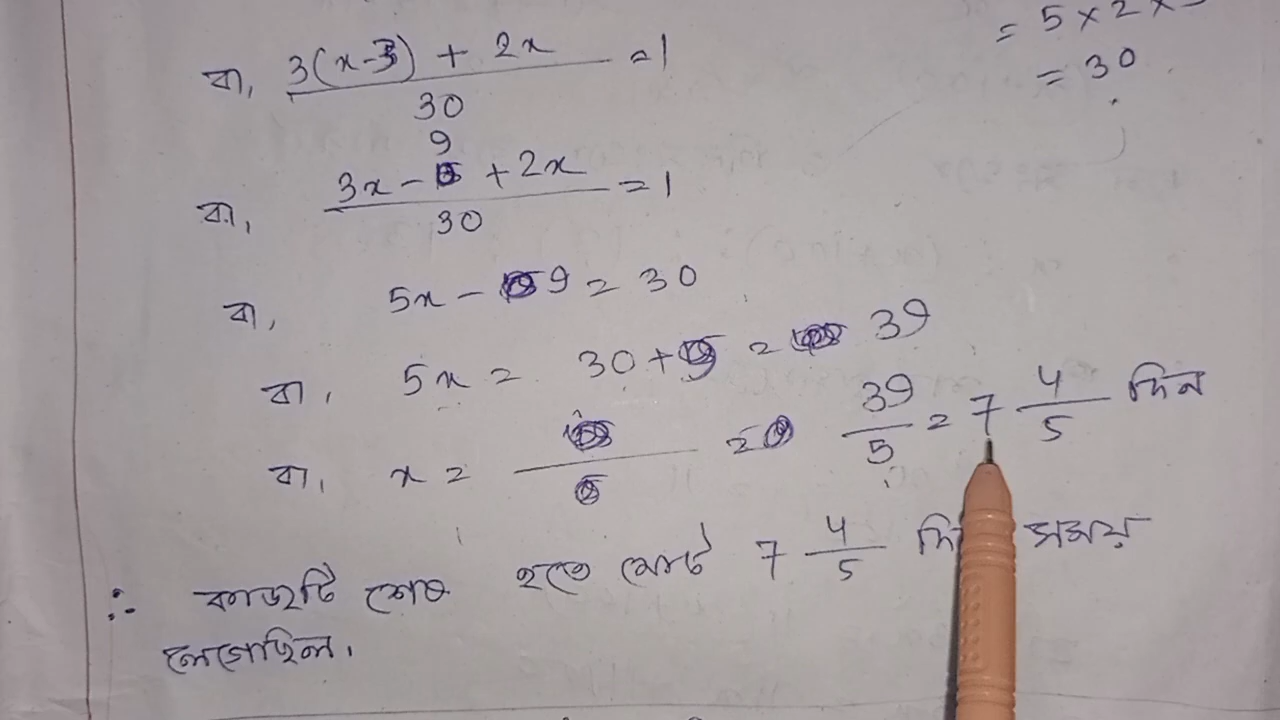 = 5 × 2 ×
= 30
বা, 3(x-3) + 2x / 30 = 1
বা, 3x - 9 + 2x / 30 = 1
বা, 5x - 9 = 30
বা, 5x = 30 + 9 = 39
বা, x = = 39/5 = 7 4/5 দিন
∴ কাজটি শেষ হতে মোট 7 4/5 সময়
লেগেছিল।